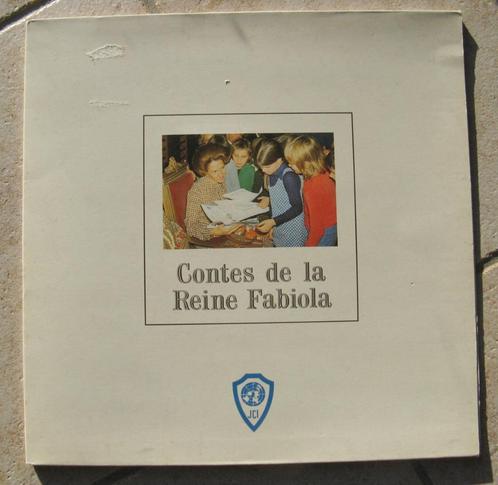 Contes de la
Reine Fabiola
JCI